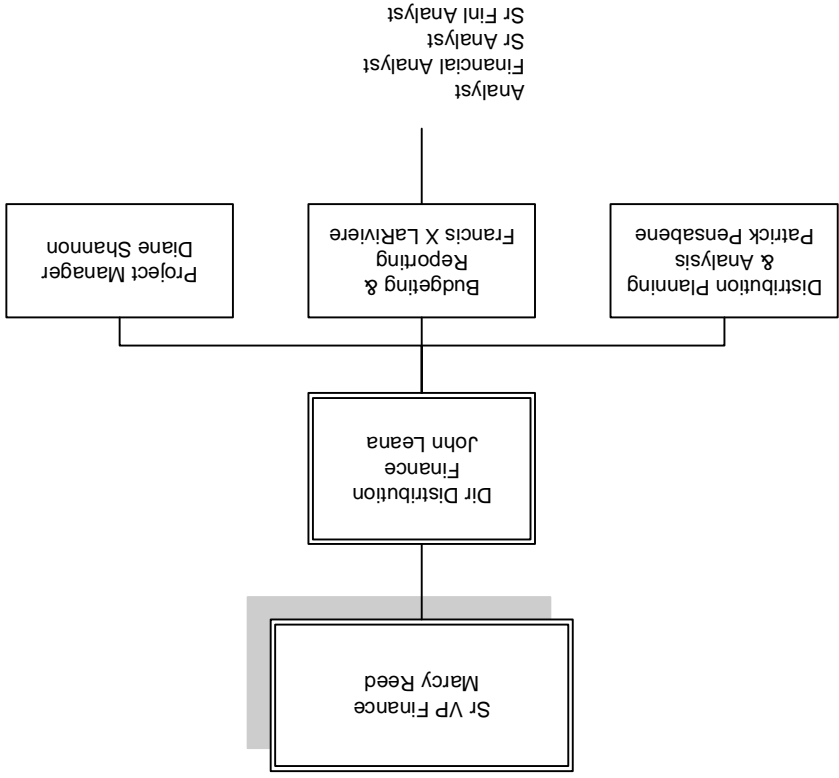 Sr VP Finance
Marcy Reed
Dir Distribution
Finance
John Leana
Distribution Planning
& Analysis
Patrick Pensabene
Budgeting &
Reporting
Francis X LaRiviere
Project Manager
Diane Shannon
Analyst
Financial Analyst
Sr Analyst
Sr Finl Analyst